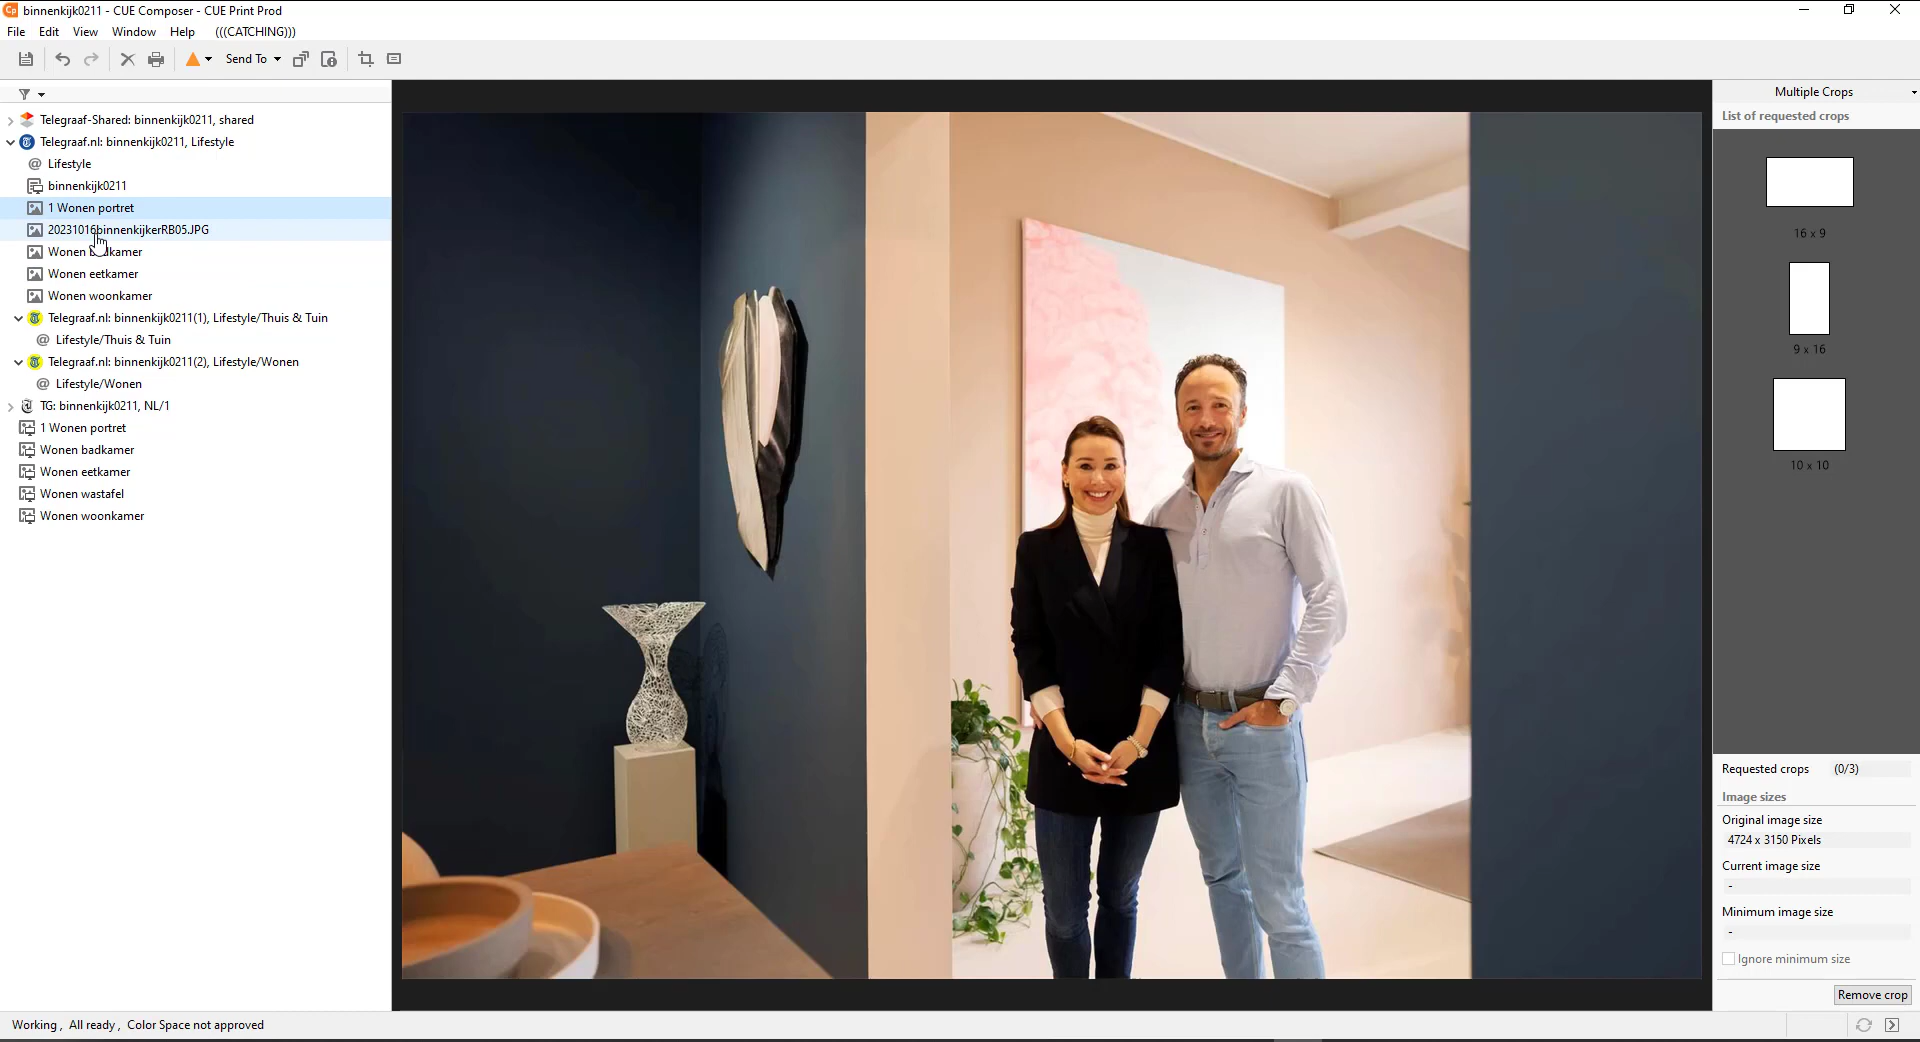 binnenkijk0211 - CUE Composer - CUE Print Prod
File Edit View Window Help (((CATCHING)))
Send To
Telegraaf-Shared: binnenkijk0211, shared
Telegraaf.nl: binnenkijk0211, Lifestyle
@ Lifestyle
binnenkijk0211
1 Wonen portret
20231016binnenkijkerRB05.JPG
Wonen
Wonen eetkamer
Wonen woonkamer
Telegraaf.nl: binnenkijk0211(1), Lifestyle/Thuis & Tuin
@ Lifestyle/Thuis & Tuin
Telegraaf.nl: binnenkijk0211(2), Lifestyle/Wonen
@ Lifestyle/Wonen
TG: binnenkijk0211, NL/1
1 Wonen portret
Wonen badkamer
Wonen eetkamer
Wonen wastafel
Wonen woonkamer
Multiple Crops
List of requested crops
16 x 9
9 x 16
10 x 10
Requested crops (0/3)
Image sizes
Original image size
4724 x 3150 Pixels
Current image size
-
Minimum image size
-
Ignore minimum size
Remove crop
Working, All ready, Color Space not approved